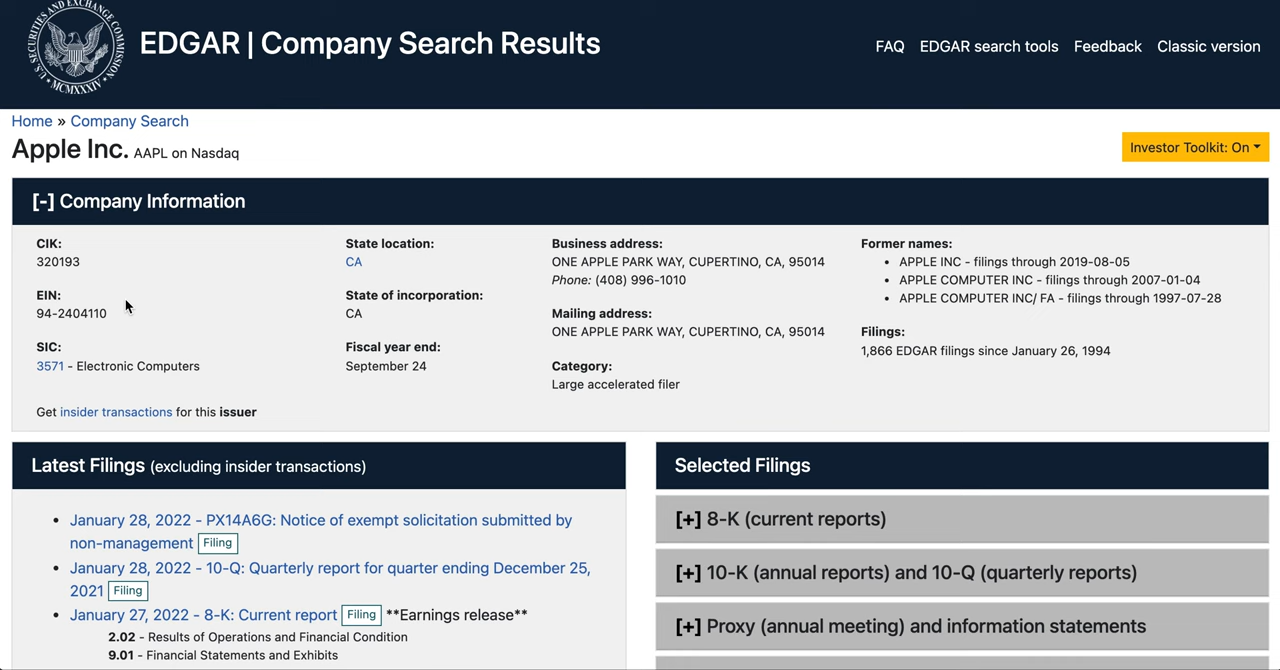 U.S. SECURITIES AND EXCHANGE COMMISSION
MCMXXXIV
EDGAR | Company Search Results
FAQ EDGAR search tools Feedback Classic version
Home » Company Search
Apple Inc. AAPL on Nasdaq
Investor Toolkit: On
[-] Company Information
CIK:
320193
EIN:
94-2404110
SIC:
3571 - Electronic Computers
Get insider transactions for this issuer
State location:
CA
State of incorporation:
CA
Fiscal year end:
September 24
Business address:
ONE APPLE PARK WAY, CUPERTINO, CA, 95014
Phone: (408) 996-1010
Mailing address:
ONE APPLE PARK WAY, CUPERTINO, CA, 95014
Category:
Large accelerated filer
Former names:
• APPLE INC - filings through 2019-08-05
• APPLE COMPUTER INC - filings through 2007-01-04
• APPLE COMPUTER INC/ FA - filings through 1997-07-28
Filings:
1,866 EDGAR filings since January 26, 1994
Latest Filings (excluding insider transactions)
• January 28, 2022 - PX14A6G: Notice of exempt solicitation submitted by
non-management Filing
• January 28, 2022 - 10-Q: Quarterly report for quarter ending December 25,
2021 Filing
• January 27, 2022 - 8-K: Current report Filing **Earnings release**
2.02 - Results of Operations and Financial Condition
9.01 - Financial Statements and Exhibits
Selected Filings
[+] 8-K (current reports)
[+] 10-K (annual reports) and 10-Q (quarterly reports)
[+] Proxy (annual meeting) and information statements